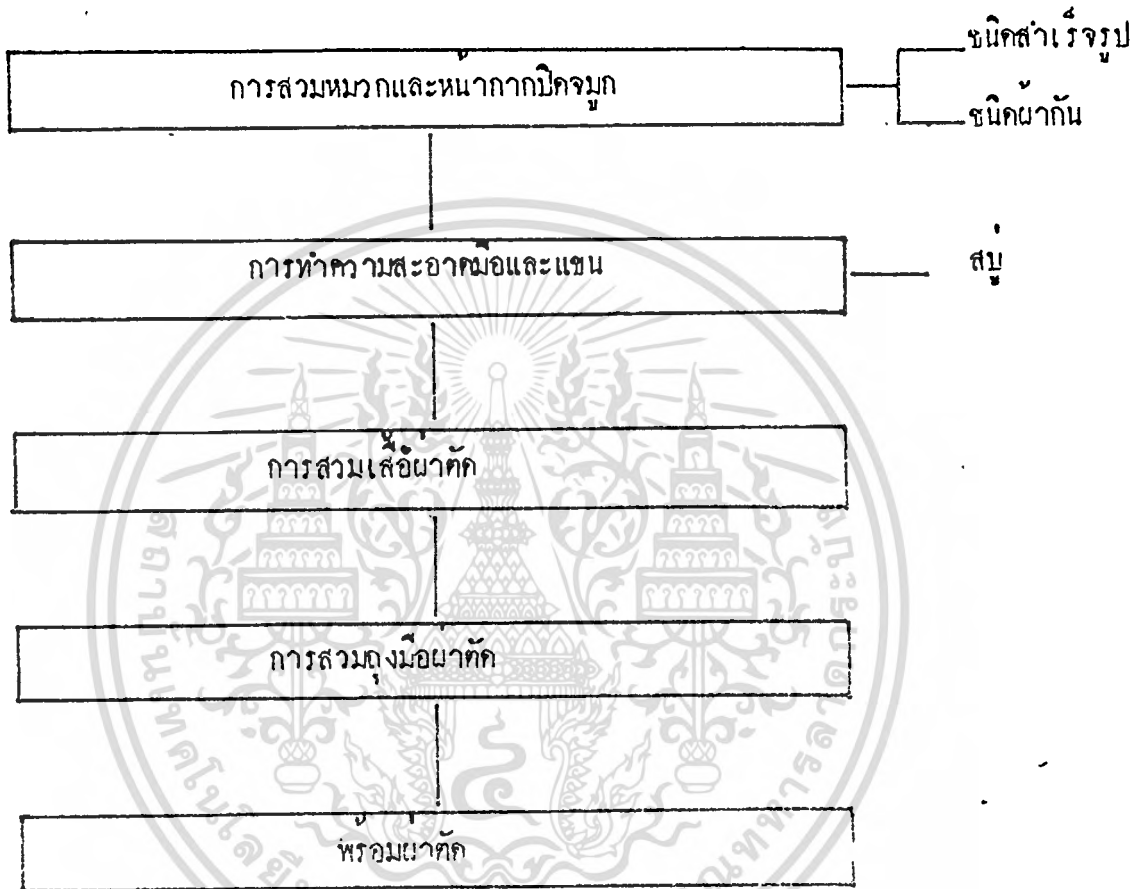 ชนิดสำเร็จรูป
การสวมหมวกและหน้ากากปิดจมูก
ชนิดผ้ากัน
การทำความสะอาดมือและแขน
สบู่
การสวมเสื้อผ่าตัด
การสวมถุงมือผ่าตัด
พร้อมผ่าตัด